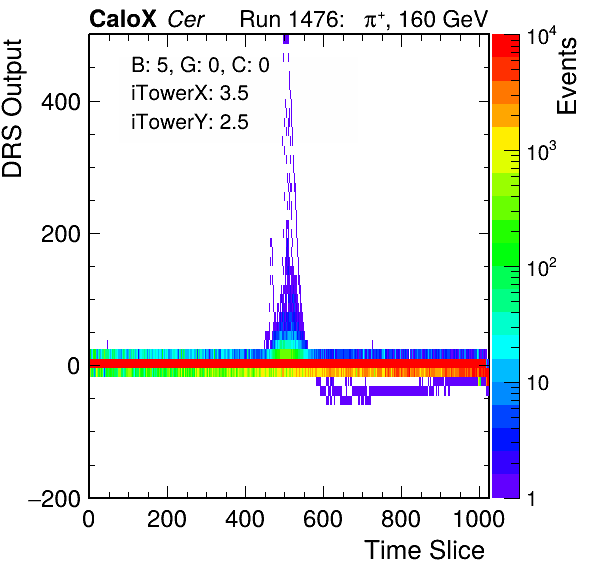 CaloX Cer Run 1476: π⁺, 160 GeV
B: 5, G: 0, C: 0
iTowerX: 3.5
iTowerY: 2.5
DRS Output
400
200
0
−200
0 200 400 600 800 1000
Time Slice
Events
10⁴
10³
10²
10
1